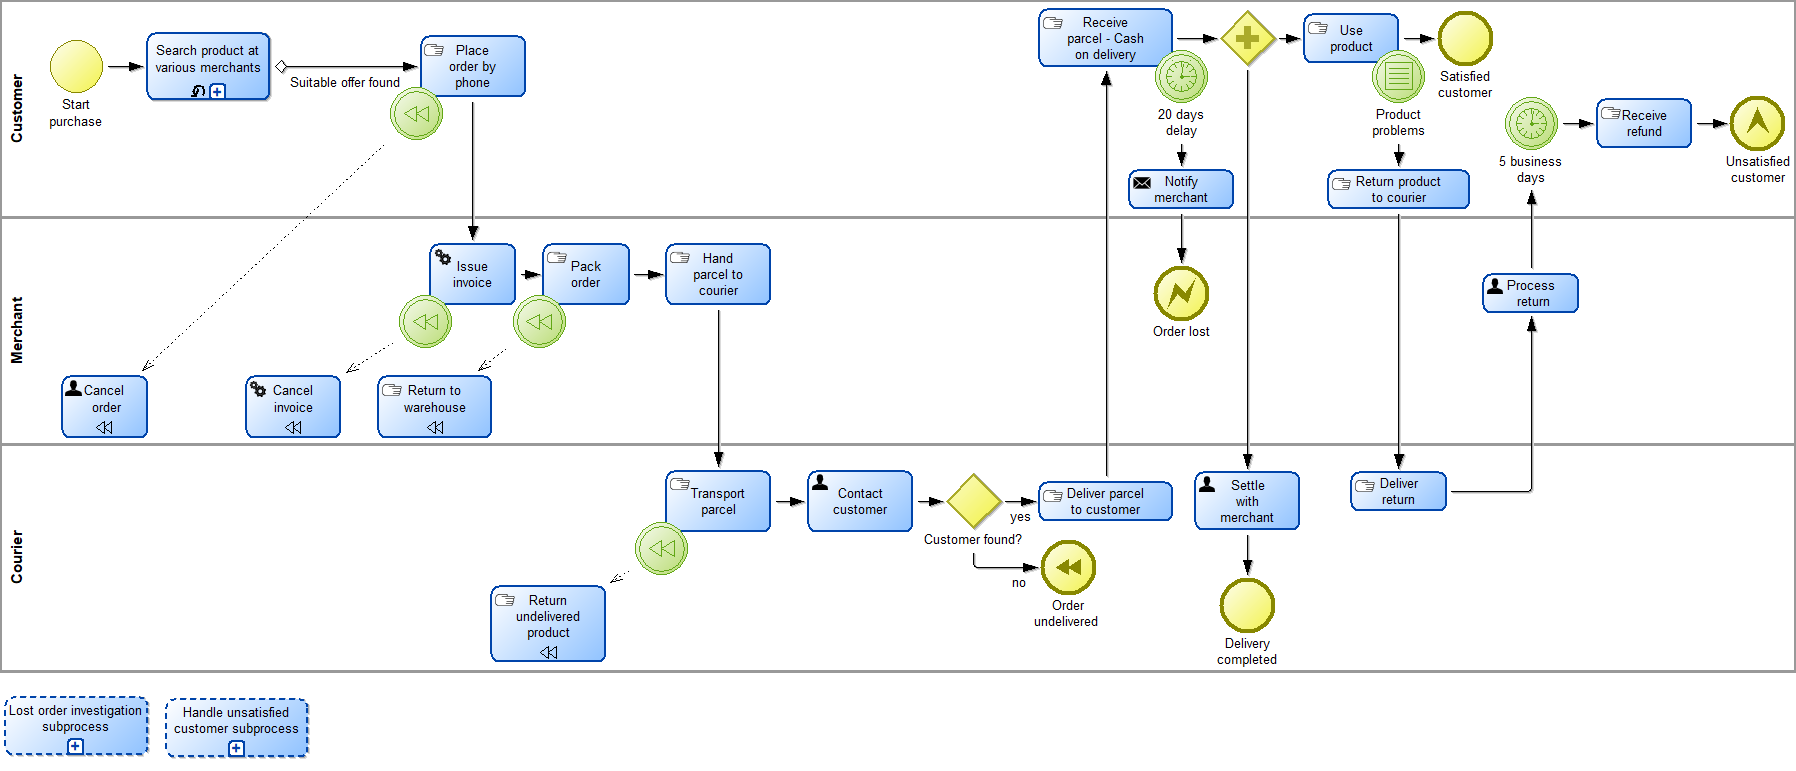 Customer
Start
purchase
Search product at
various merchants
Suitable offer found
Place
order by
phone
Receive
parcel - Cash
on delivery
20 days
delay
Notify
merchant
Use
product
Product
problems
Return product
to courier
Satisfied
customer
5 business
days
Receive
refund
Unsatisfied
customer
Merchant
Issue
invoice
Pack
order
Hand
parcel to
courier
Cancel
order
Cancel
invoice
Return to
warehouse
Order lost
Process
return
Courier
Transport
parcel
Contact
customer
Customer found?
yes
no
Deliver parcel
to customer
Order
undelivered
Return
undelivered
product
Settle
with
merchant
Delivery
completed
Deliver
return
Lost order investigation
subprocess
Handle unsatisfied
customer subprocess